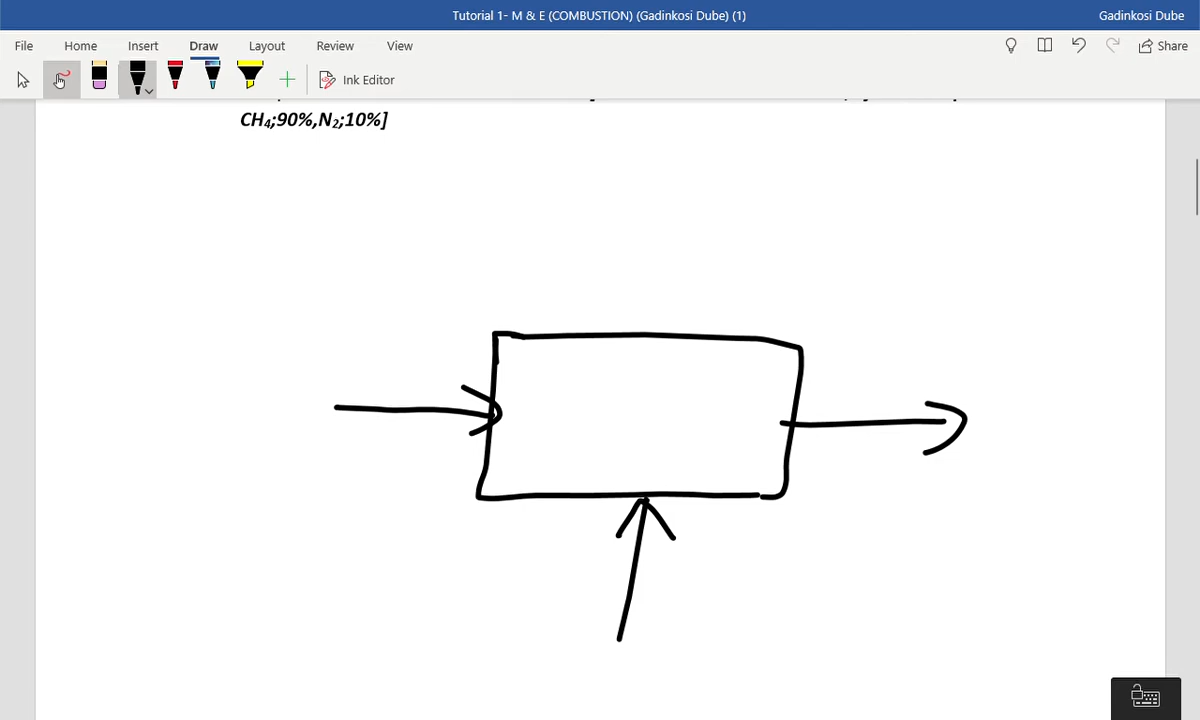 Tutorial 1- M & E (COMBUSTION) (Gadinkosi Dube) (1)
Gadinkosi Dube
File Home Insert Draw Layout Review View
Share
Ink Editor
CH₄;90%,N₂;10%]